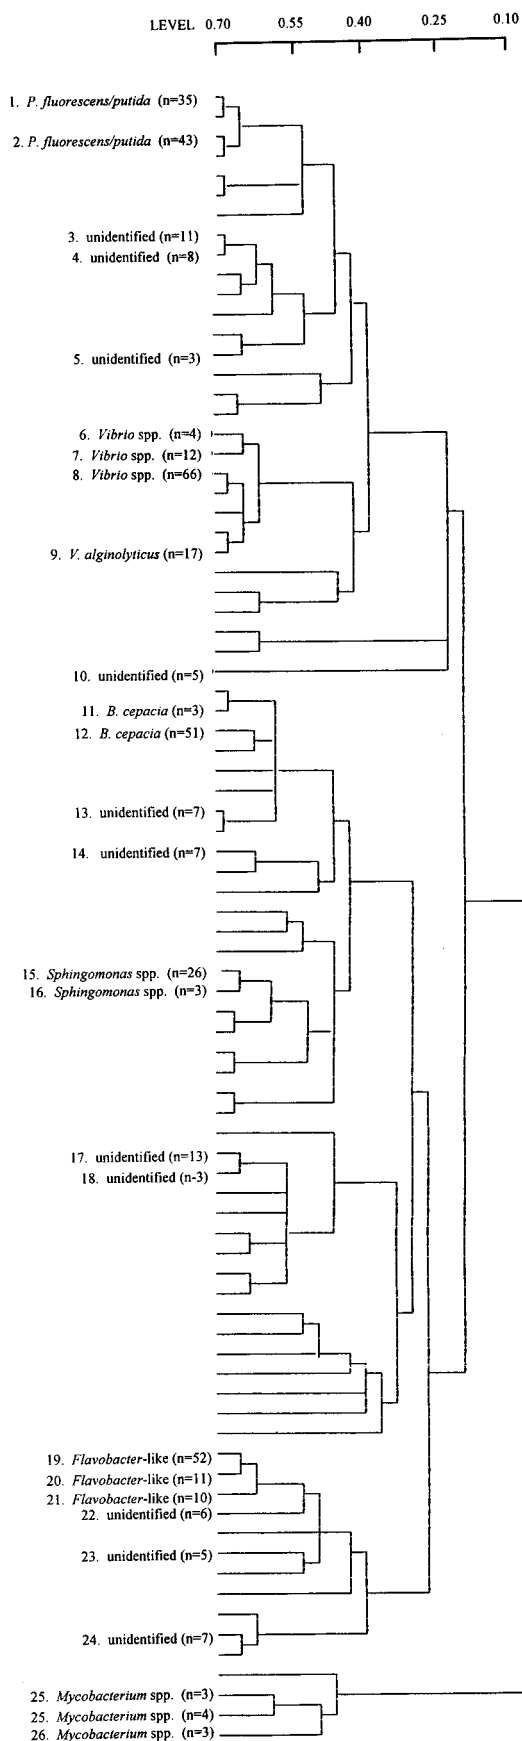 LEVEL 0.70 0.55 0.40 0.25 0.10
1. P. fluorescens/putida (n=35)
2. P. fluorescens/putida (n=43)
3. unidentified (n=11)
4. unidentified (n=8)
5. unidentified (n=3)
6. Vibrio spp. (n=4)
7. Vibrio spp. (n=12)
8. Vibrio spp. (n=66)
9. V. alginolyticus (n=17)
10. unidentified (n=5)
11. B. cepacia (n=3)
12. B. cepacia (n=51)
13. unidentified (n=7)
14. unidentified (n=7)
15. Sphingomonas spp. (n=26)
16. Sphingomonas spp. (n=3)
17. unidentified (n=13)
18. unidentified (n-3)
19. Flavobacter-like (n=52)
20. Flavobacter-like (n=11)
21. Flavobacter-like (n=10)
22. unidentified (n=6)
23. unidentified (n=5)
24. unidentified (n=7)
25. Mycobacterium spp. (n=3)
25. Mycobacterium spp. (n=4)
26. Mycobacterium spp. (n=3)